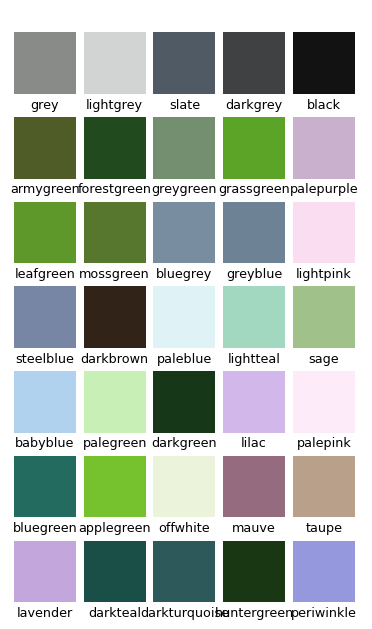 grey lightgrey slate darkgrey black
armygreen forestgreen greygreen grassgreen palepurple
leafgreen mossgreen bluegrey greyblue lightpink
steelblue darkbrown paleblue lightteal sage
babyblue palegreen darkgreen lilac palepink
bluegreen applegreen offwhite mauve taupe
lavender darkteal darkturquoise huntergreen periwinkle